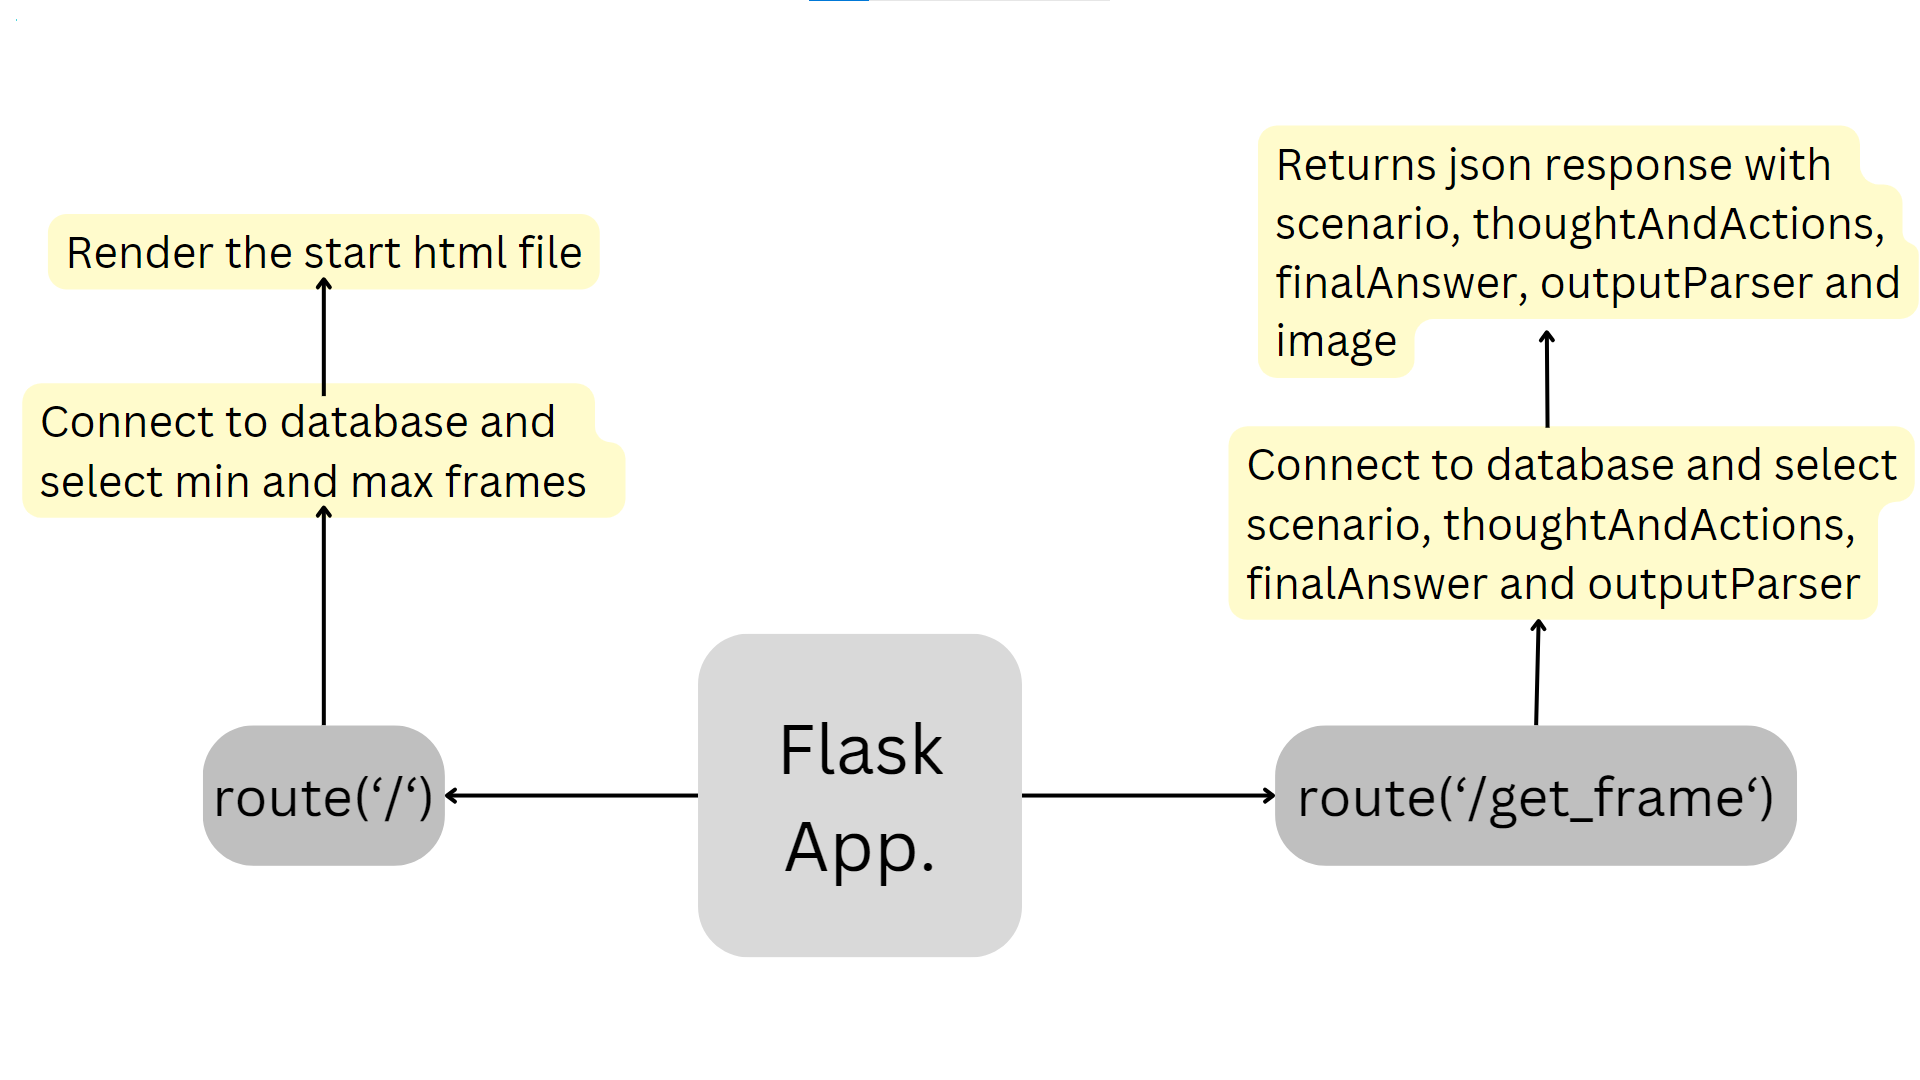 Render the start html file
Connect to database and
select min and max frames
route(‘/‘)
Flask
App.
Returns json response with
scenario, thoughtAndActions,
finalAnswer, outputParser and
image
Connect to database and select
scenario, thoughtAndActions,
finalAnswer and outputParser
route(‘/get_frame‘)